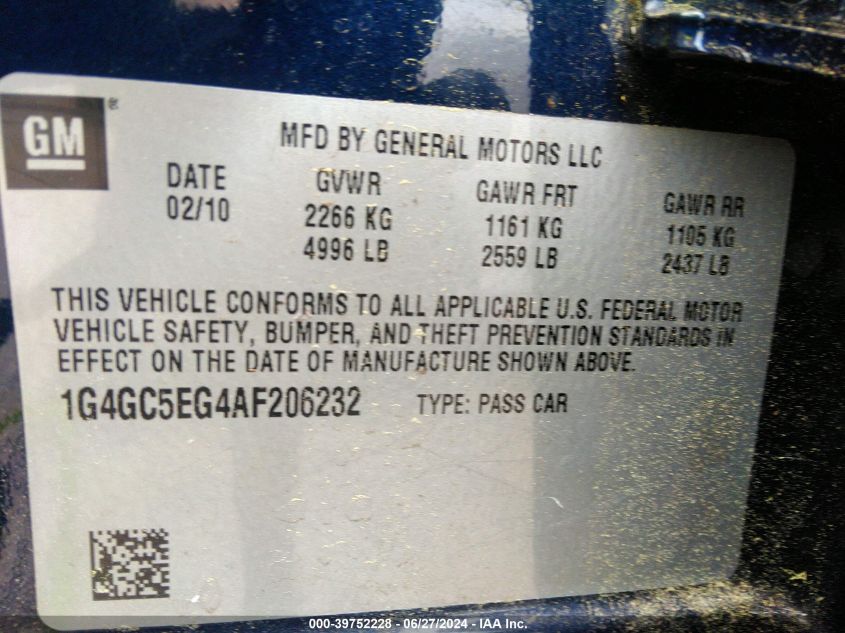 GM ®
MFD BY GENERAL MOTORS LLC
DATE GVWR GAWR FRT GAWR RR
02/10 2266 KG 1161 KG 1105 KG
4996 LB 2559 LB 2437 LB
THIS VEHICLE CONFORMS TO ALL APPLICABLE U.S. FEDERAL MOTOR
VEHICLE SAFETY, BUMPER, AND THEFT PREVENTION STANDARDS IN
EFFECT ON THE DATE OF MANUFACTURE SHOWN ABOVE.
1G4GC5EG4AF206232 TYPE: PASS CAR
000-39752228 - 06/27/2024 - IAA Inc.